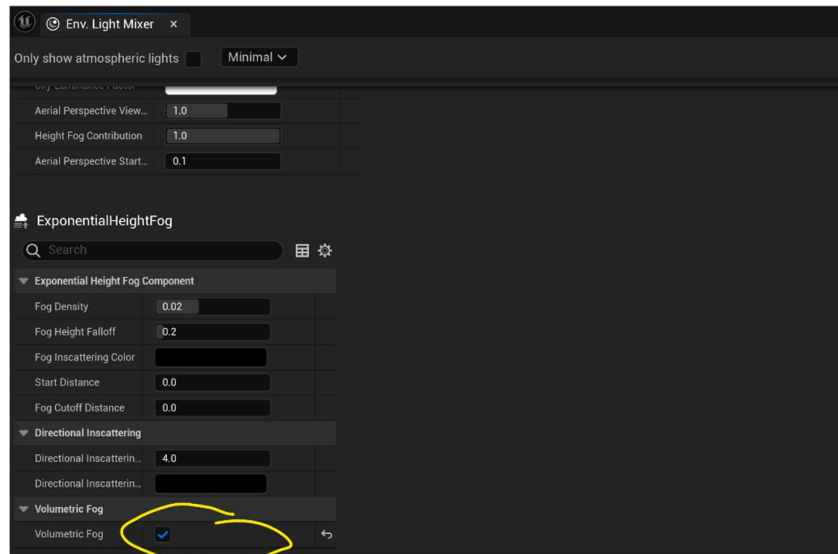 Env. Light Mixer
Only show atmospheric lights Minimal
Sky Luminance Factor
Aerial Perspective View...
1.0
Height Fog Contribution
1.0
Aerial Perspective Start...
0.1
ExponentialHeightFog
Search
Exponential Height Fog Component
Fog Density
0.02
Fog Height Falloff
0.2
Fog Inscattering Color
Start Distance
0.0
Fog Cutoff Distance
0.0
Directional Inscattering
Directional Inscatterin...
4.0
Directional Inscatterin...
Volumetric Fog
Volumetric Fog